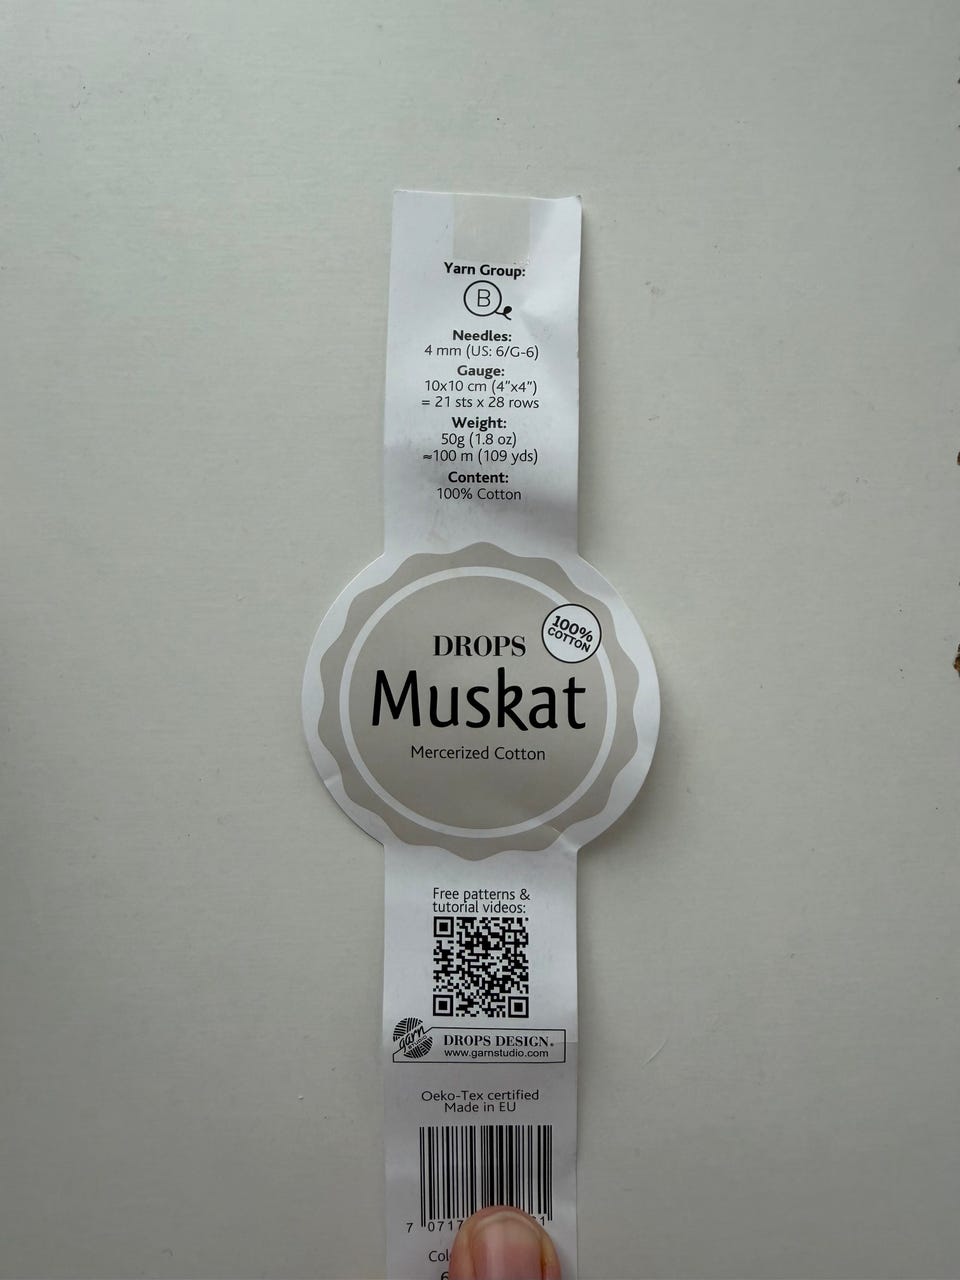 Yarn Group:
B
Needles:
4 mm (US: 6/G-6)
Gauge:
10x10 cm (4"x4")
= 21 sts x 28 rows
Weight:
50g (1.8 oz)
≈100 m (109 yds)
Content:
100% Cotton
100%
COTTON
DROPS
Muskat
Mercerized Cotton
Free patterns &
tutorial videos:
garn
STUDIO
DROPS DESIGN®
www.garnstudio.com
Oeko-Tex certified
Made in EU